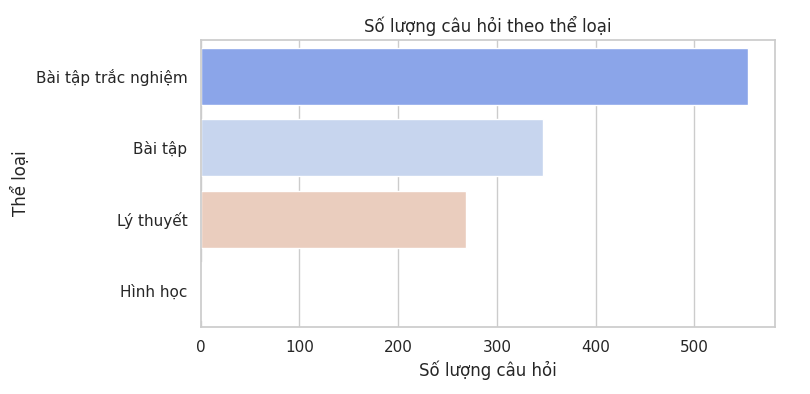 Số lượng câu hỏi theo thể loại
Thể loại
Bài tập trắc nghiệm
Bài tập
Lý thuyết
Hình học
0 100 200 300 400 500
Số lượng câu hỏi